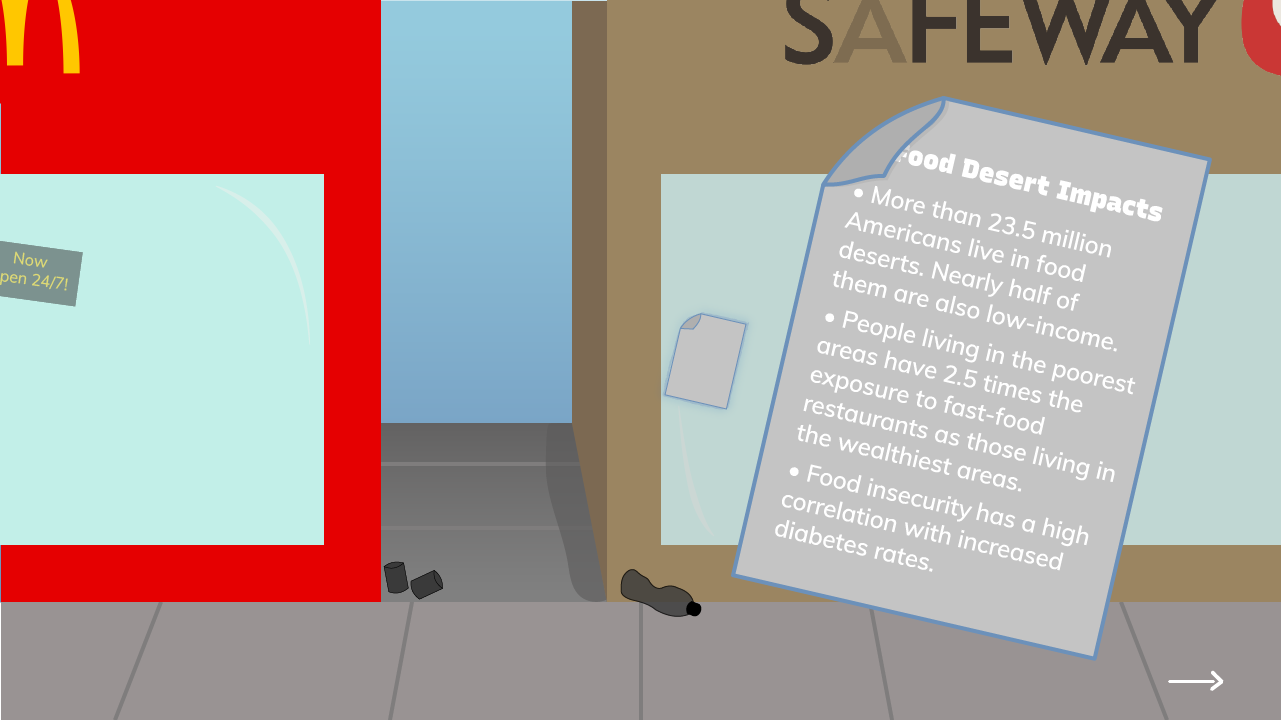 SAFEWAY
Now
pen 24/7!
ood Desert Impacts
• More than 23.5 million
Americans live in food
deserts. Nearly half of
them are also low-income.
• People living in the poorest
areas have 2.5 times the
exposure to fast-food
restaurants as those living in
the wealthiest areas.
• Food insecurity has a high
correlation with increased
diabetes rates.